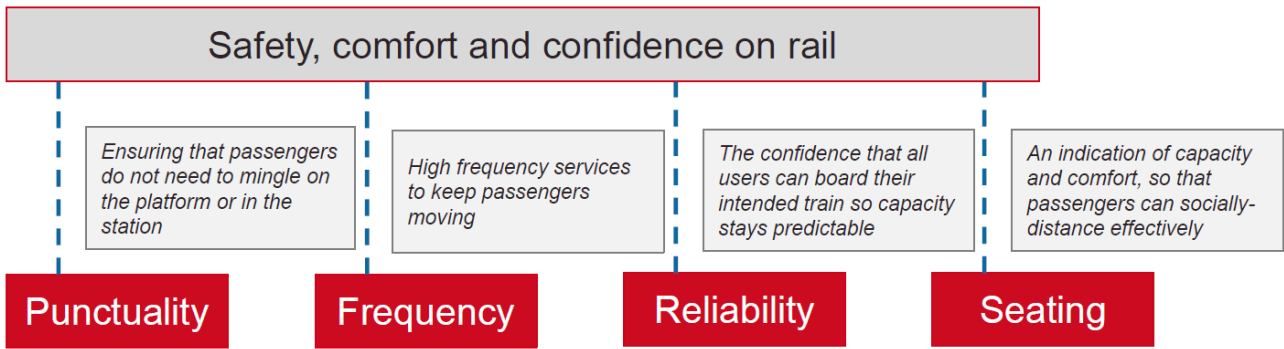 Safety, comfort and confidence on rail
Ensuring that passengers
do not need to mingle on
the platform or in the
station
High frequency services
to keep passengers
moving
The confidence that all
users can board their
intended train so capacity
stays predictable
An indication of capacity
and comfort, so that
passengers can socially-
distance effectively
Punctuality
Frequency
Reliability
Seating